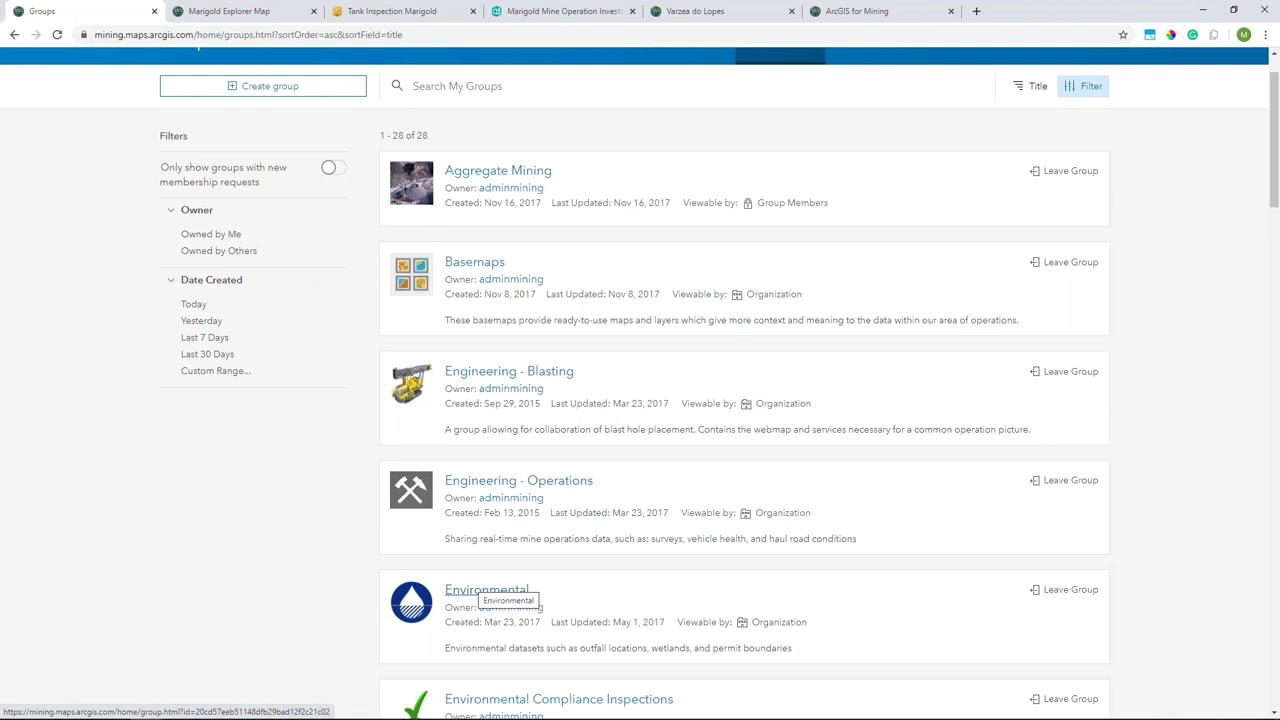 Groups
Marigold Explorer Map
Tank Inspection Marigold
Marigold Mine Operation Invest
Varzea do Lopes
ArcGIS for Mining
mining.maps.arcgis.com/home/groups.html?sortOrder=asc&sortField=title
M
Create group
Search My Groups
Title
Filter
Filters
1 - 28 of 28
Only show groups with new
membership requests
Owner
Owned by Me
Owned by Others
Date Created
Today
Yesterday
Last 7 Days
Last 30 Days
Custom Range...
Aggregate Mining
Leave Group
Owner: adminmining
Created: Nov 16, 2017 Last Updated: Nov 16, 2017 Viewable by: Group Members
Basemaps
Leave Group
Owner: adminmining
Created: Nov 8, 2017 Last Updated: Nov 8, 2017 Viewable by: Organization
These basemaps provide ready-to-use maps and layers which give more context and meaning to the data within our area of operations.
Engineering - Blasting
Leave Group
Owner: adminmining
Created: Sep 29, 2015 Last Updated: Mar 23, 2017 Viewable by: Organization
A group allowing for collaboration of blast hole placement. Contains the webmap and services necessary for a common operation picture.
Engineering - Operations
Leave Group
Owner: adminmining
Created: Feb 13, 2015 Last Updated: Mar 23, 2017 Viewable by: Organization
Sharing real-time mine operations data, such as: surveys, vehicle health, and haul road conditions
Environmental
Leave Group
Environmental
Owner: adminmining
Created: Mar 23, 2017 Last Updated: May 1, 2017 Viewable by: Organization
Environmental datasets such as outfall locations, wetlands, and permit boundaries
Environmental Compliance Inspections
Leave Group
Owner: adminmining
https://mining.maps.arcgis.com/home/group.html?id=20cd57eeb51148dfb29bad12f2c21c02